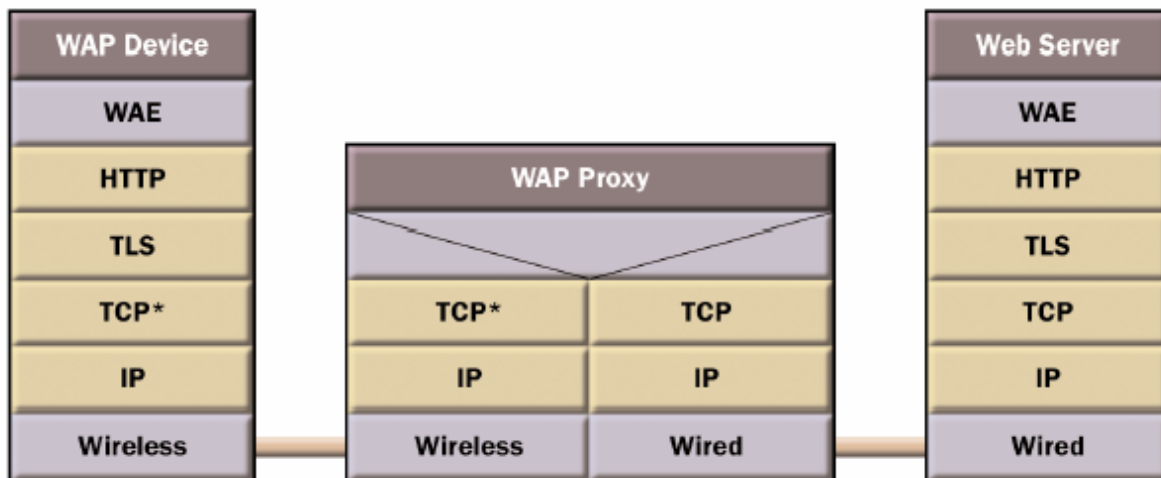 WAP Device
WAE
HTTP
TLS
TCP*
IP
Wireless
WAP Proxy
TCP* TCP
IP IP
Wireless Wired
Web Server
WAE
HTTP
TLS
TCP
IP
Wired